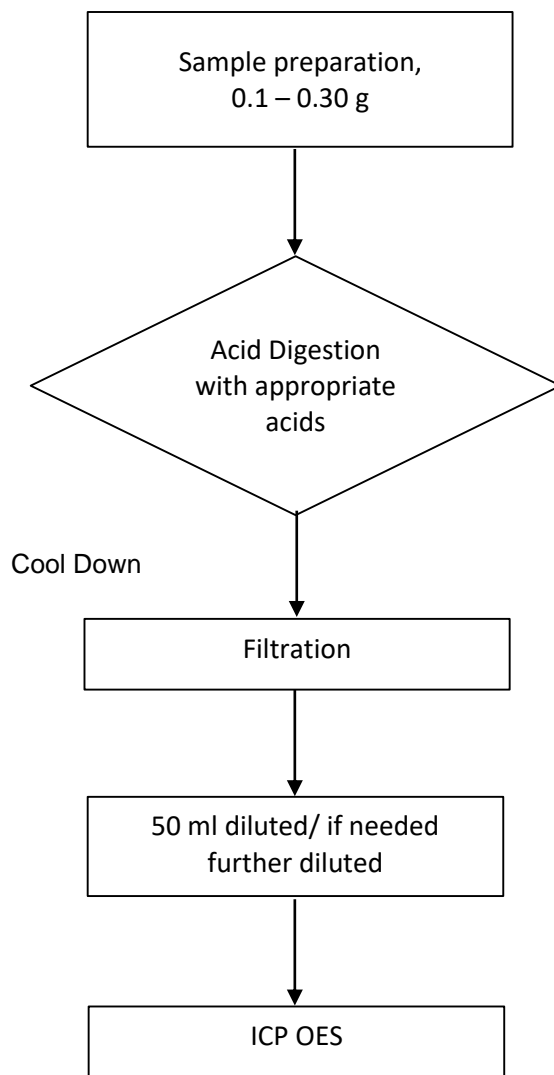 Sample preparation,
0.1 – 0.30 g
Acid Digestion
with appropriate
acids
Cool Down
Filtration
50 ml diluted/ if needed
further diluted
ICP OES